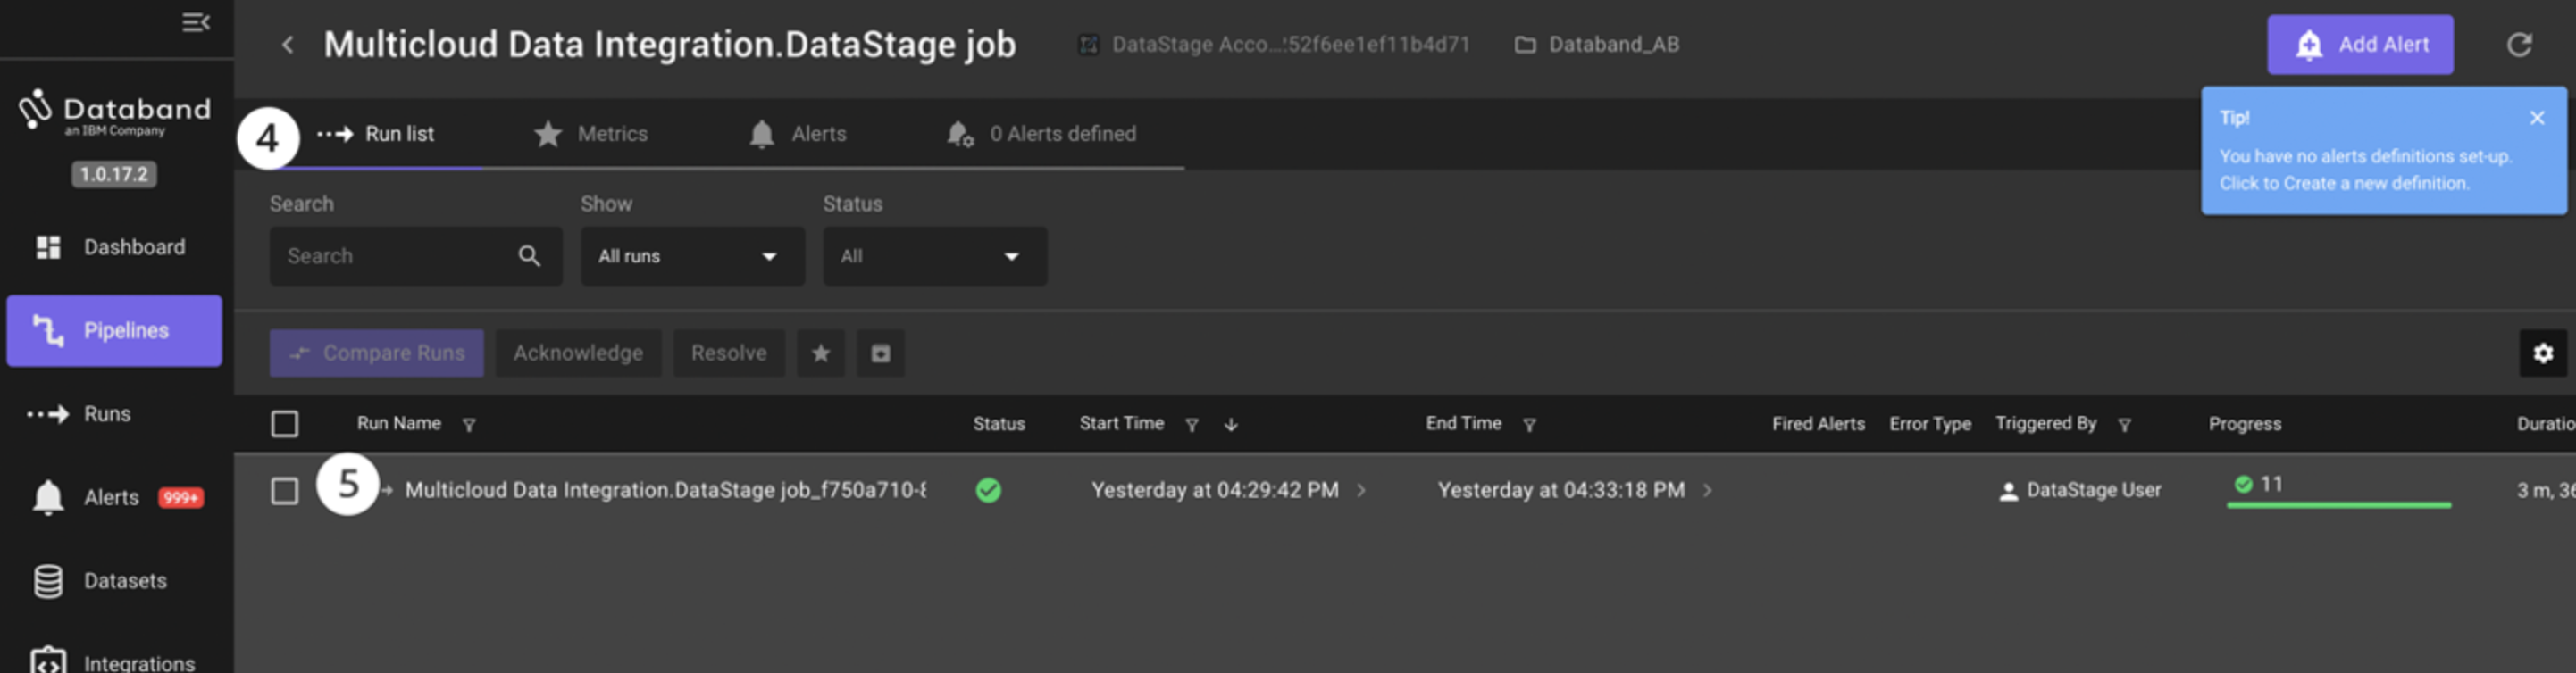 Multicloud Data Integration.DataStage job
DataStage Acco...:52f6ee1ef11b4d71
Databand_AB
Add Alert
Databand
an IBM Company
1.0.17.2
Dashboard
Pipelines
Runs
Alerts 999+
Datasets
Integrations
4
Run list
Metrics
Alerts
0 Alerts defined
Tip!
You have no alerts definitions set-up.
Click to Create a new definition.
Search
Show
Status
Search
All runs
All
Compare Runs
Acknowledge
Resolve
Run Name
Status
Start Time
End Time
Fired Alerts
Error Type
Triggered By
Progress
Duratio
5
Multicloud Data Integration.DataStage job_f750a710-8
Yesterday at 04:29:42 PM
Yesterday at 04:33:18 PM
DataStage User
11
3 m, 36